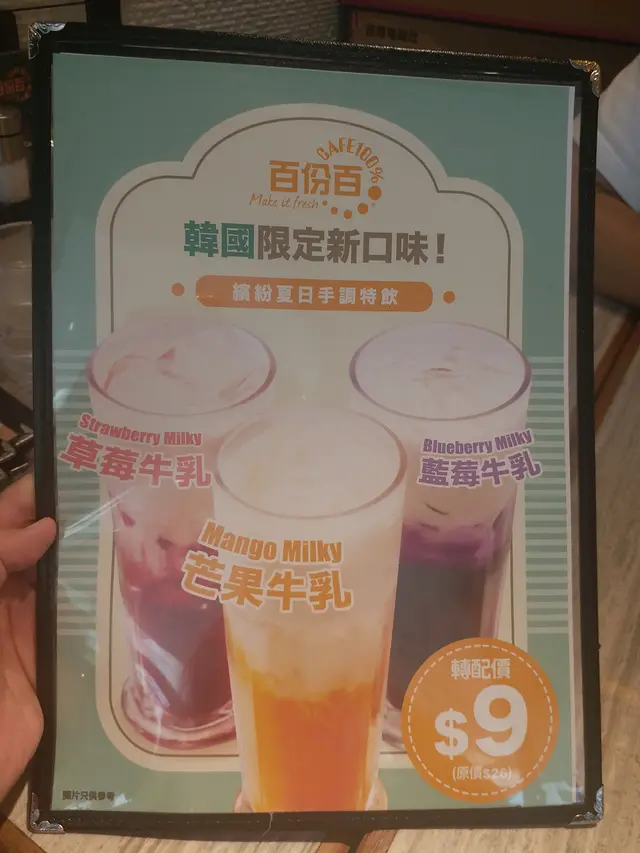 CAFE100%
百份百
Make it fresh
韓國限定新口味！
繽紛夏日手調特飲
Strawberry Milky
草莓牛乳
Blueberry Milky
藍莓牛乳
Mango Milky
芒果牛乳
轉配價
$9
(原價$26)
圖片只供參考